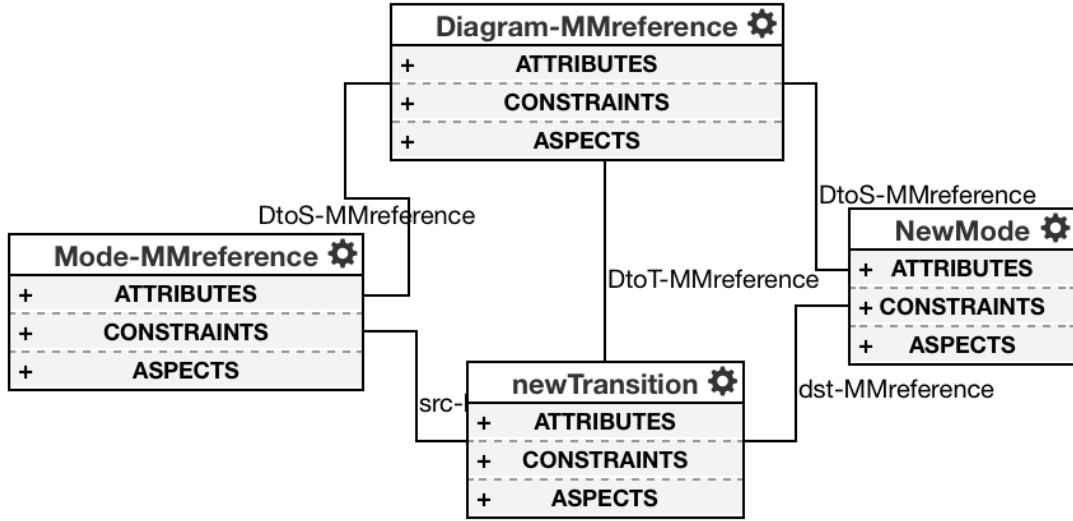 Diagram-MMreference
+ ATTRIBUTES
+ CONSTRAINTS
+ ASPECTS
DtoS-MMreference
DtoS-MMreference
Mode-MMreference
+ ATTRIBUTES
+ CONSTRAINTS
+ ASPECTS
NewMode
+ ATTRIBUTES
+ CONSTRAINTS
+ ASPECTS
DtoT-MMreference
src-
newTransition
+ ATTRIBUTES
+ CONSTRAINTS
+ ASPECTS
dst-MMreference